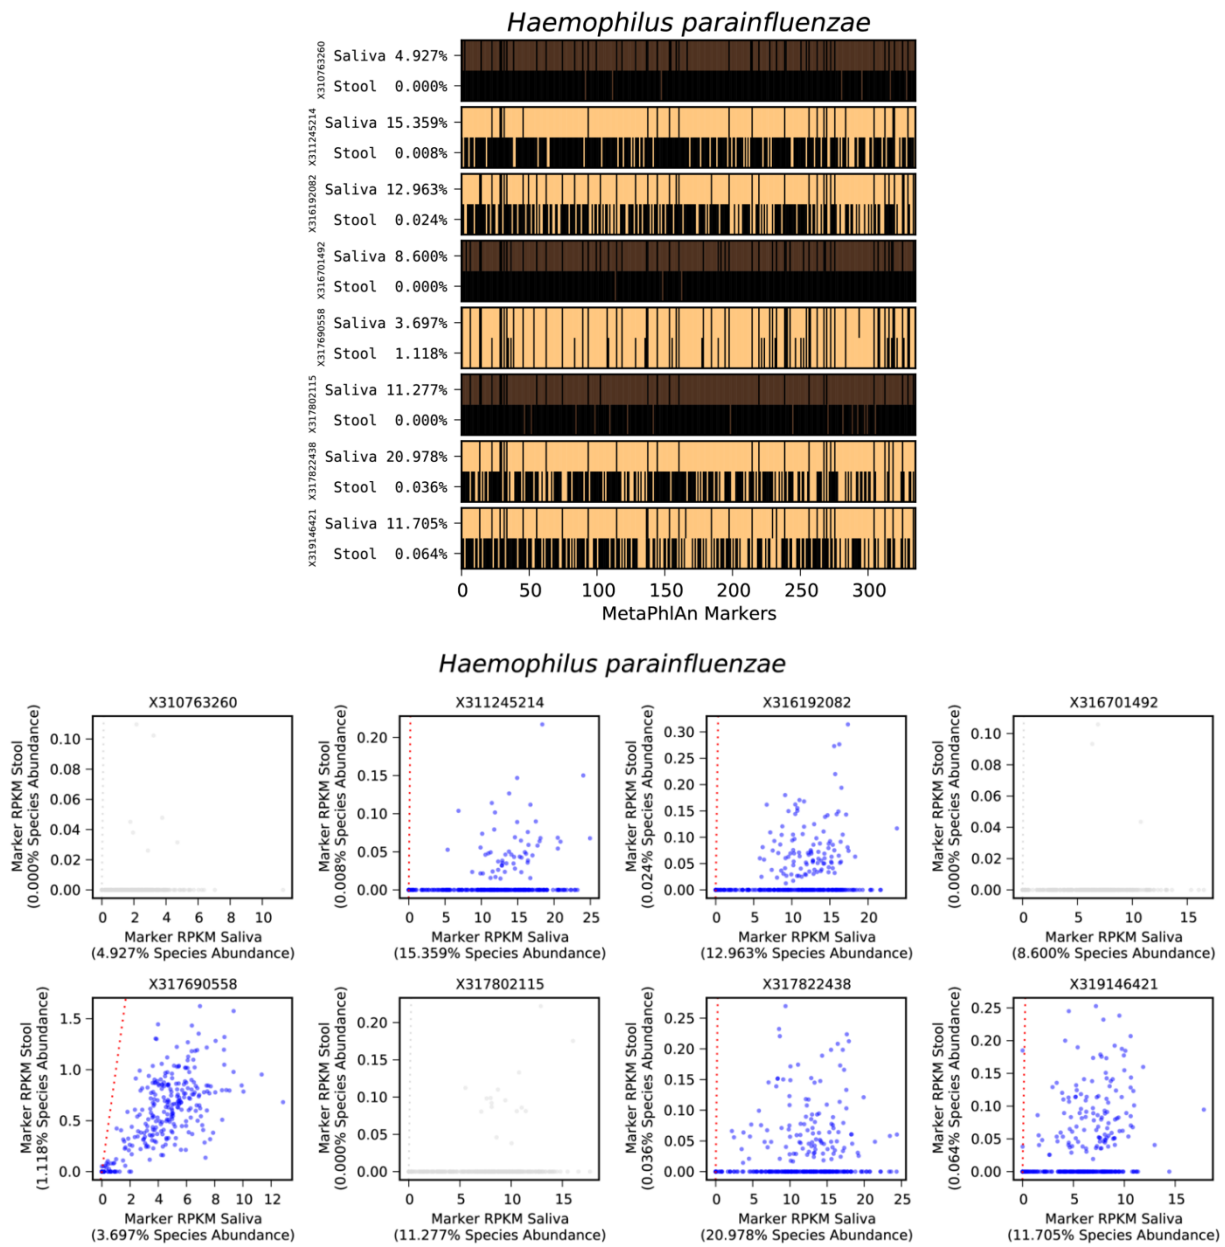 Haemophilus parainfluenzae
X310763260
Saliva 4.927%
Stool 0.000%
X311245214
Saliva 15.359%
Stool 0.008%
X316192082
Saliva 12.963%
Stool 0.024%
X316701492
Saliva 8.600%
Stool 0.000%
X317690558
Saliva 3.697%
Stool 1.118%
X317802115
Saliva 11.277%
Stool 0.000%
X317822438
Saliva 20.978%
Stool 0.036%
X319146421
Saliva 11.705%
Stool 0.064%
0 50 100 150 200 250 300
MetaPhlAn Markers
Haemophilus parainfluenzae
X310763260
Marker RPKM Stool
(0.000% Species Abundance)
0.10
0.08
0.06
0.04
0.02
0.00
0 2 4 6 8 10
Marker RPKM Saliva
(4.927% Species Abundance)
X311245214
Marker RPKM Stool
(0.008% Species Abundance)
0.20
0.15
0.10
0.05
0.00
0 5 10 15 20 25
Marker RPKM Saliva
(15.359% Species Abundance)
X316192082
Marker RPKM Stool
(0.024% Species Abundance)
0.30
0.25
0.20
0.15
0.10
0.05
0.00
0 5 10 15 20
Marker RPKM Saliva
(12.963% Species Abundance)
X316701492
Marker RPKM Stool
(0.000% Species Abundance)
0.10
0.08
0.06
0.04
0.02
0.00
0 5 10 15
Marker RPKM Saliva
(8.600% Species Abundance)
X317690558
Marker RPKM Stool
(1.118% Species Abundance)
1.5
1.0
0.5
0.0
0 2 4 6 8 10 12
Marker RPKM Saliva
(3.697% Species Abundance)
X317802115
Marker RPKM Stool
(0.000% Species Abundance)
0.20
0.15
0.10
0.05
0.00
0 5 10 15
Marker RPKM Saliva
(11.277% Species Abundance)
X317822438
Marker RPKM Stool
(0.036% Species Abundance)
0.25
0.20
0.15
0.10
0.05
0.00
0 5 10 15 20 25
Marker RPKM Saliva
(20.978% Species Abundance)
X319146421
Marker RPKM Stool
(0.064% Species Abundance)
0.25
0.20
0.15
0.10
0.05
0.00
0 5 10 15
Marker RPKM Saliva
(11.705% Species Abundance)